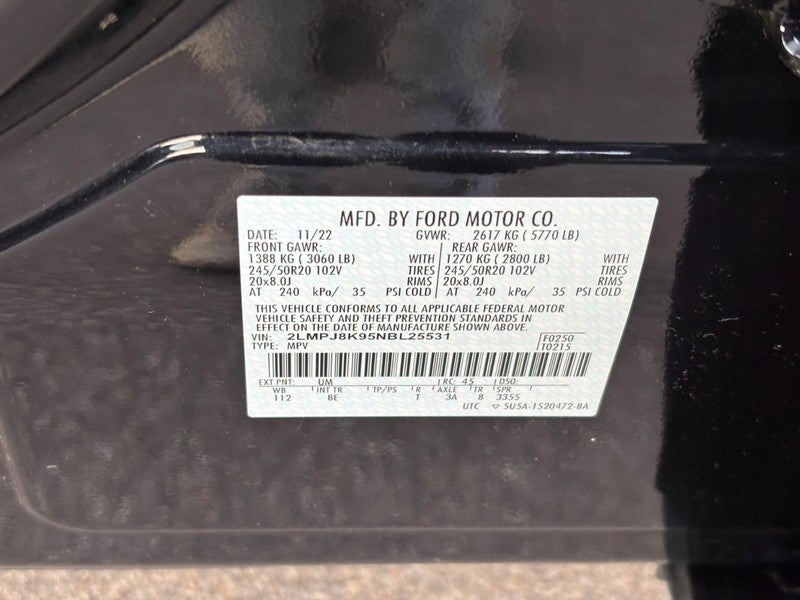 MFD. BY FORD MOTOR CO.
DATE: 11/22 GVWR: 2617 KG ( 5770 LB)
FRONT GAWR: REAR GAWR:
1388 KG ( 3060 LB) WITH 1270 KG ( 2800 LB) WITH
245/50R20 102V TIRES 245/50R20 102V TIRES
20x8.0J RIMS 20x8.0J RIMS
AT 240 kPa/ 35 PSI COLD AT 240 kPa/ 35 PSI COLD
THIS VEHICLE CONFORMS TO ALL APPLICABLE FEDERAL MOTOR
VEHICLE SAFETY AND THEFT PREVENTION STANDARDS IN
EFFECT ON THE DATE OF MANUFACTURE SHOWN ABOVE.
VIN: 2LMPJ8K95NBL25531 F0250
TYPE: MPV T0215
EXT PNT: UM RC: 45 DSO:
WB INT TR TP/PS R AXLE TR SPR
112 BE T 3A 8 3355
UTC ▽ 5U5A-1520472-BA